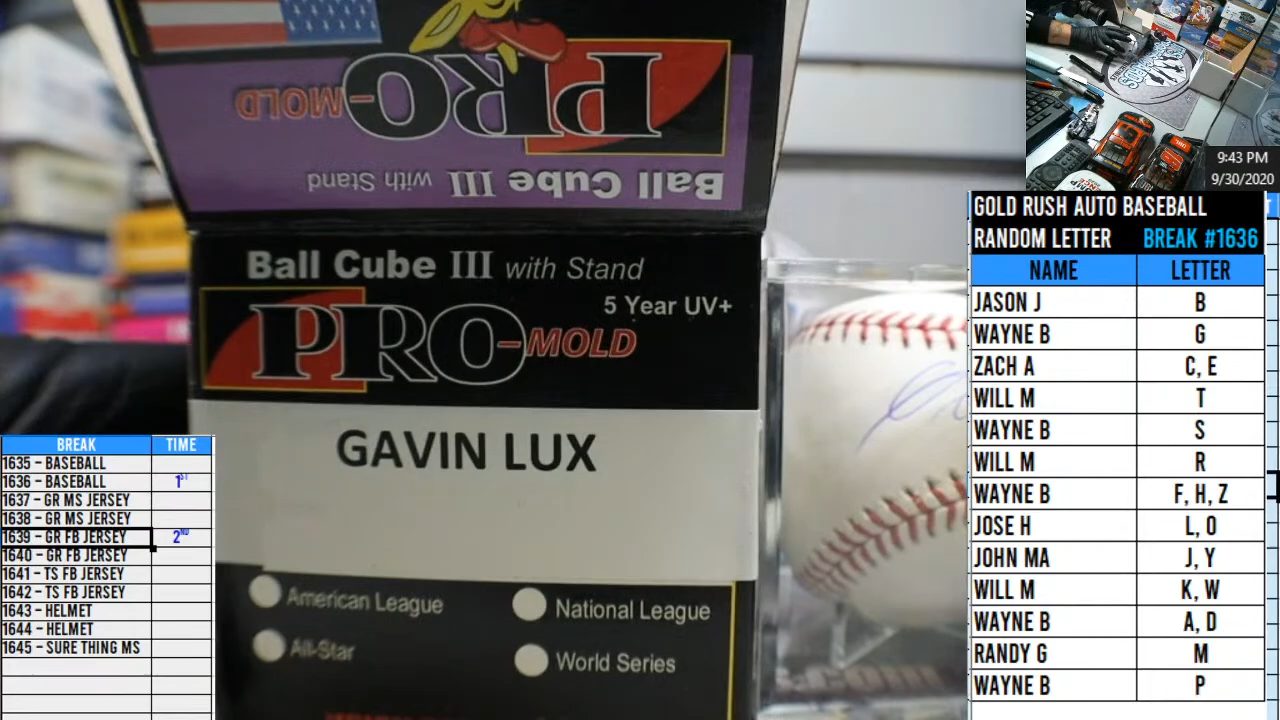 PRO-MOLD
Ball Cube III with Stand
Ball Cube III with Stand
5 Year UV+
PRO-MOLD
GAVIN LUX
American League
National League
All-Star
World Series
9:43 PM
9/30/2020
GOLD RUSH AUTO BASEBALL
RANDOM LETTER BREAK #1636
NAME LETTER
JASON J B
WAYNE B G
ZACH A C, E
WILL M T
WAYNE B S
WILL M R
WAYNE B F, H, Z
JOSE H L, O
JOHN MA J, Y
WILL M K, W
WAYNE B A, D
RANDY G M
WAYNE B P
BREAK TIME
1635 - BASEBALL
1636 - BASEBALL 1ST
1637 - GR MS JERSEY
1638 - GR MS JERSEY
1639 - GR FB JERSEY 2ND
1640 - GR FB JERSEY
1641 - TS FB JERSEY
1642 - TS FB JERSEY
1643 - HELMET
1644 - HELMET
1645 - SURE THING MS